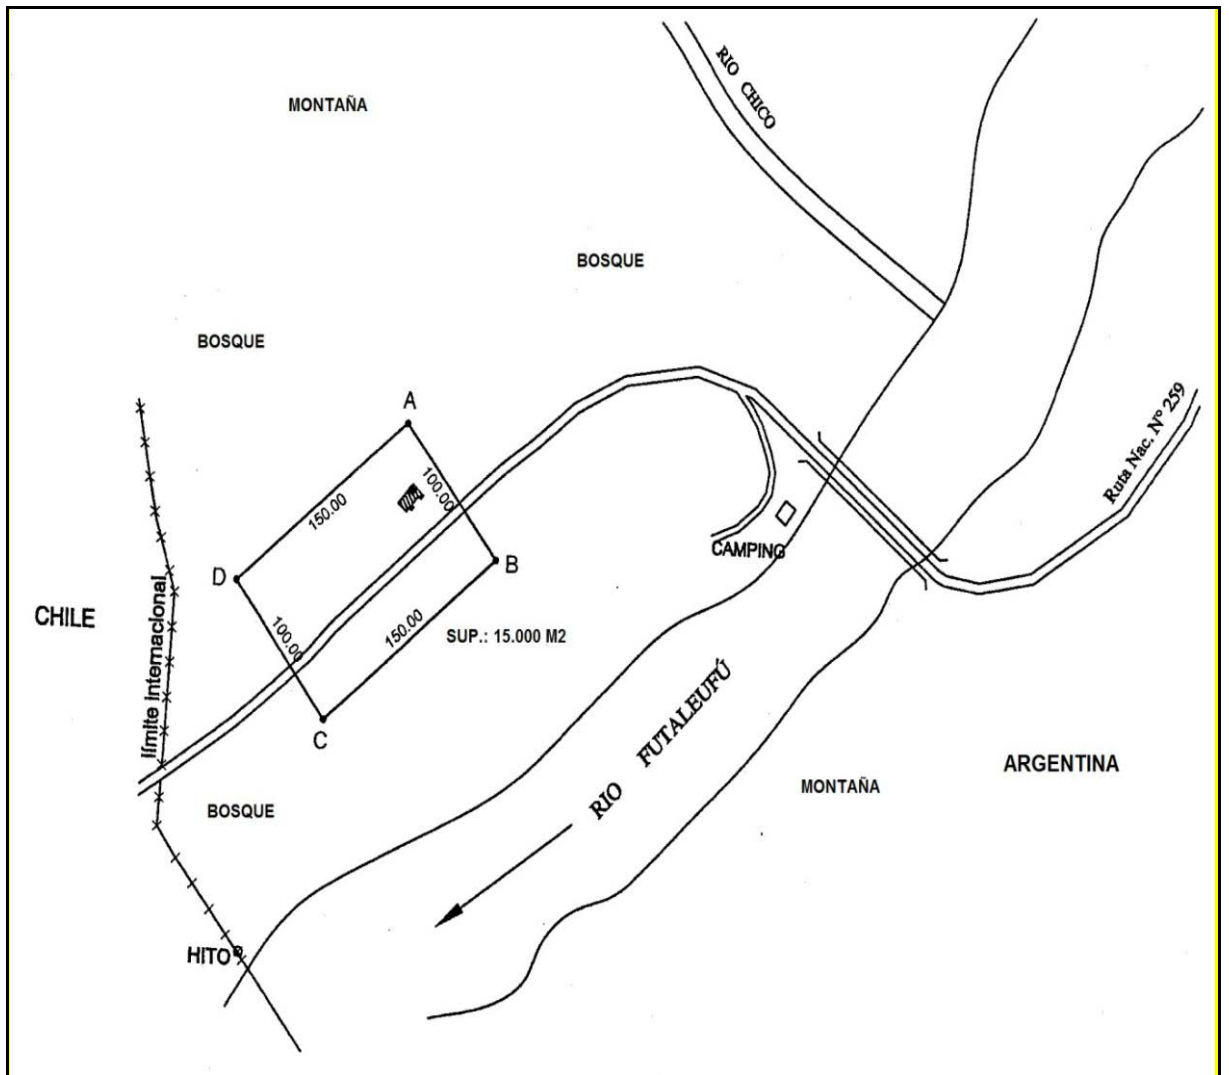 MONTAÑA
RIO CHICO
BOSQUE
BOSQUE
A
100.00
150.00
Ruta Nac. Nº 259
D
B
CAMPING
CHILE
límite internacional
100.00
150.00
SUP.: 15.000 M2
C
RIO FUTALEUFÚ
ARGENTINA
MONTAÑA
BOSQUE
HITO